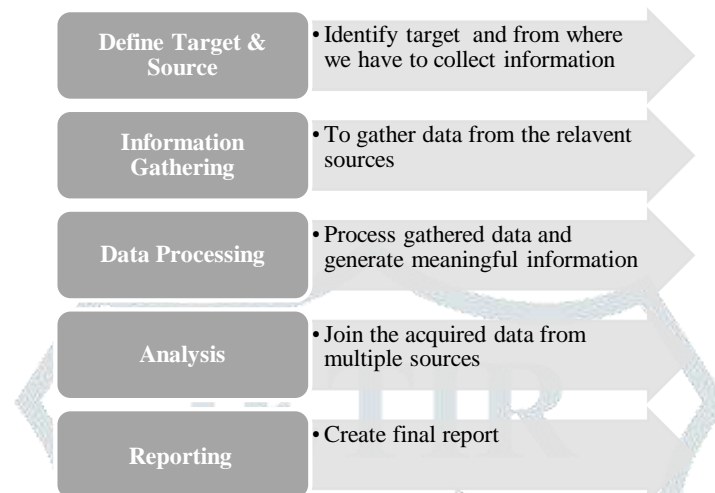 Define Target &
Source
• Identify target and from where
we have to collect information
Information
Gathering
• To gather data from the relavent
sources
Data Processing
• Process gathered data and
generate meaningful information
Analysis
• Join the acquired data from
multiple sources
Reporting
• Create final report